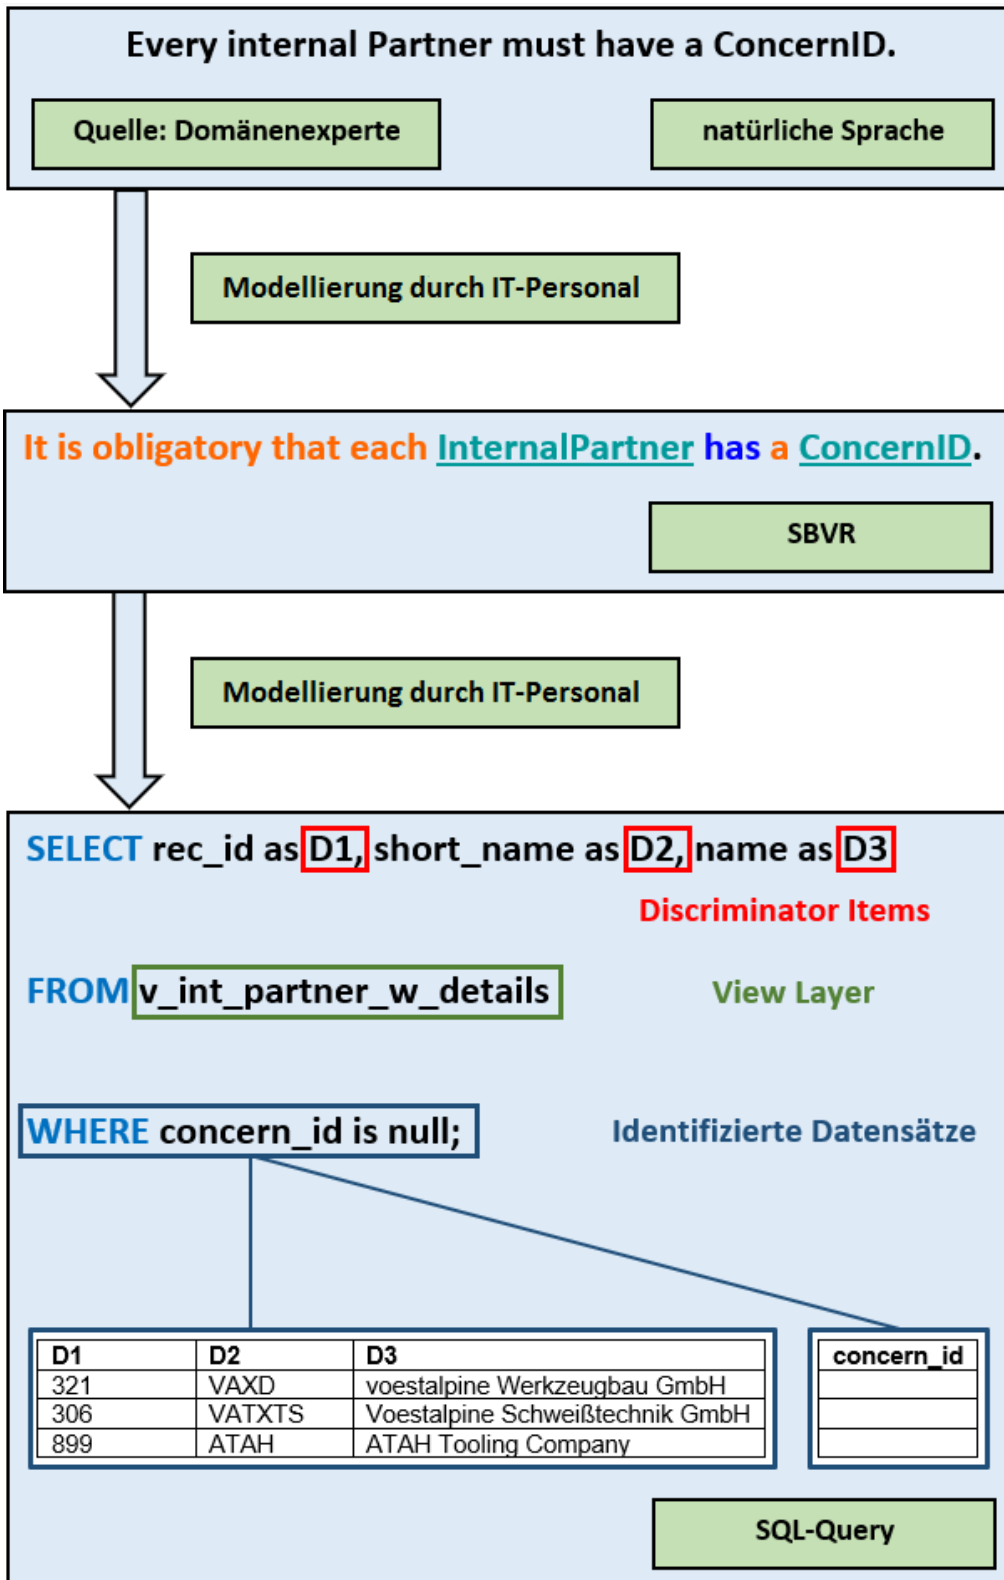 Every internal Partner must have a ConcernID.
Quelle: Domänenexperte
natürliche Sprache
Modellierung durch IT-Personal
It is obligatory that each InternalPartner has a ConcernID.
SBVR
Modellierung durch IT-Personal
SELECT rec_id as D1, short_name as D2, name as D3
Discriminator Items
FROM v_int_partner_w_details
View Layer
WHERE concern_id is null;
Identifizierte Datensätze
D1 D2 D3 concern_id
321 VAXD voestalpine Werkzeugbau GmbH
306 VATXTS Voestalpine Schweißtechnik GmbH
899 ATAH ATAH Tooling Company
SQL-Query